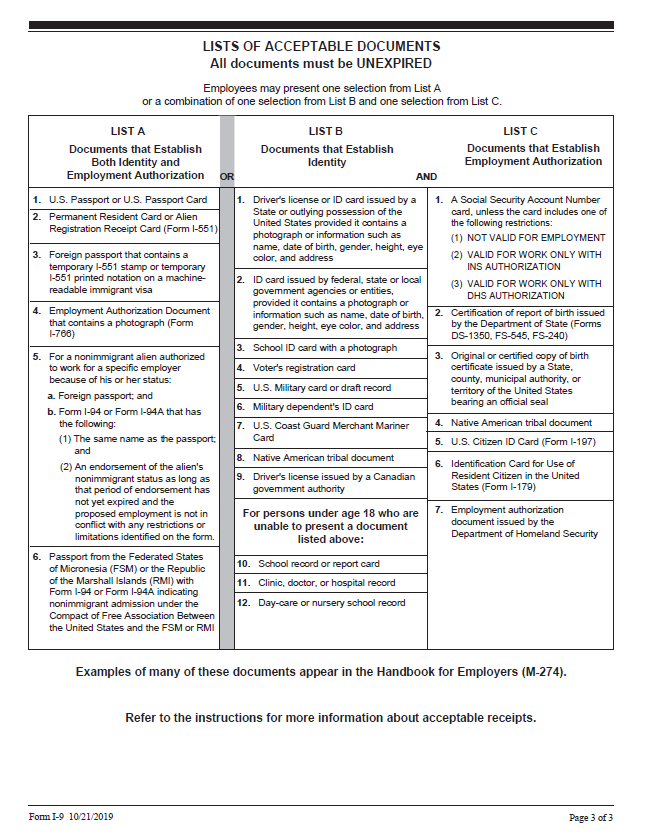 LISTS OF ACCEPTABLE DOCUMENTS
All documents must be UNEXPIRED
Employees may present one selection from List A
or a combination of one selection from List B and one selection from List C.
LIST A
Documents that Establish
Both Identity and
Employment Authorization
OR
LIST B
Documents that Establish
Identity
AND
LIST C
Documents that Establish
Employment Authorization
1. U.S. Passport or U.S. Passport Card
2. Permanent Resident Card or Alien
Registration Receipt Card (Form I-551)
3. Foreign passport that contains a
temporary I-551 stamp or temporary
I-551 printed notation on a machine-
readable immigrant visa
4. Employment Authorization Document
that contains a photograph (Form
I-766)
5. For a nonimmigrant alien authorized
to work for a specific employer
because of his or her status:
a. Foreign passport; and
b. Form I-94 or Form I-94A that has
the following:
(1) The same name as the passport;
and
(2) An endorsement of the alien's
nonimmigrant status as long as
that period of endorsement has
not yet expired and the
proposed employment is not in
conflict with any restrictions or
limitations identified on the form.
6. Passport from the Federated States
of Micronesia (FSM) or the Republic
of the Marshall Islands (RMI) with
Form I-94 or Form I-94A indicating
nonimmigrant admission under the
Compact of Free Association Between
the United States and the FSM or RMI
1. Driver's license or ID card issued by a
State or outlying possession of the
United States provided it contains a
photograph or information such as
name, date of birth, gender, height, eye
color, and address
2. ID card issued by federal, state or local
government agencies or entities,
provided it contains a photograph or
information such as name, date of birth,
gender, height, eye color, and address
3. School ID card with a photograph
4. Voter's registration card
5. U.S. Military card or draft record
6. Military dependent's ID card
7. U.S. Coast Guard Merchant Mariner
Card
8. Native American tribal document
9. Driver's license issued by a Canadian
government authority
For persons under age 18 who are
unable to present a document
listed above:
10. School record or report card
11. Clinic, doctor, or hospital record
12. Day-care or nursery school record
1. A Social Security Account Number
card, unless the card includes one of
the following restrictions:
(1) NOT VALID FOR EMPLOYMENT
(2) VALID FOR WORK ONLY WITH
INS AUTHORIZATION
(3) VALID FOR WORK ONLY WITH
DHS AUTHORIZATION
2. Certification of report of birth issued
by the Department of State (Forms
DS-1350, FS-545, FS-240)
3. Original or certified copy of birth
certificate issued by a State,
county, municipal authority, or
territory of the United States
bearing an official seal
4. Native American tribal document
5. U.S. Citizen ID Card (Form I-197)
6. Identification Card for Use of
Resident Citizen in the United
States (Form I-179)
7. Employment authorization
document issued by the
Department of Homeland Security
Examples of many of these documents appear in the Handbook for Employers (M-274).
Refer to the instructions for more information about acceptable receipts.
Form I-9 10/21/2019
Page 3 of 3